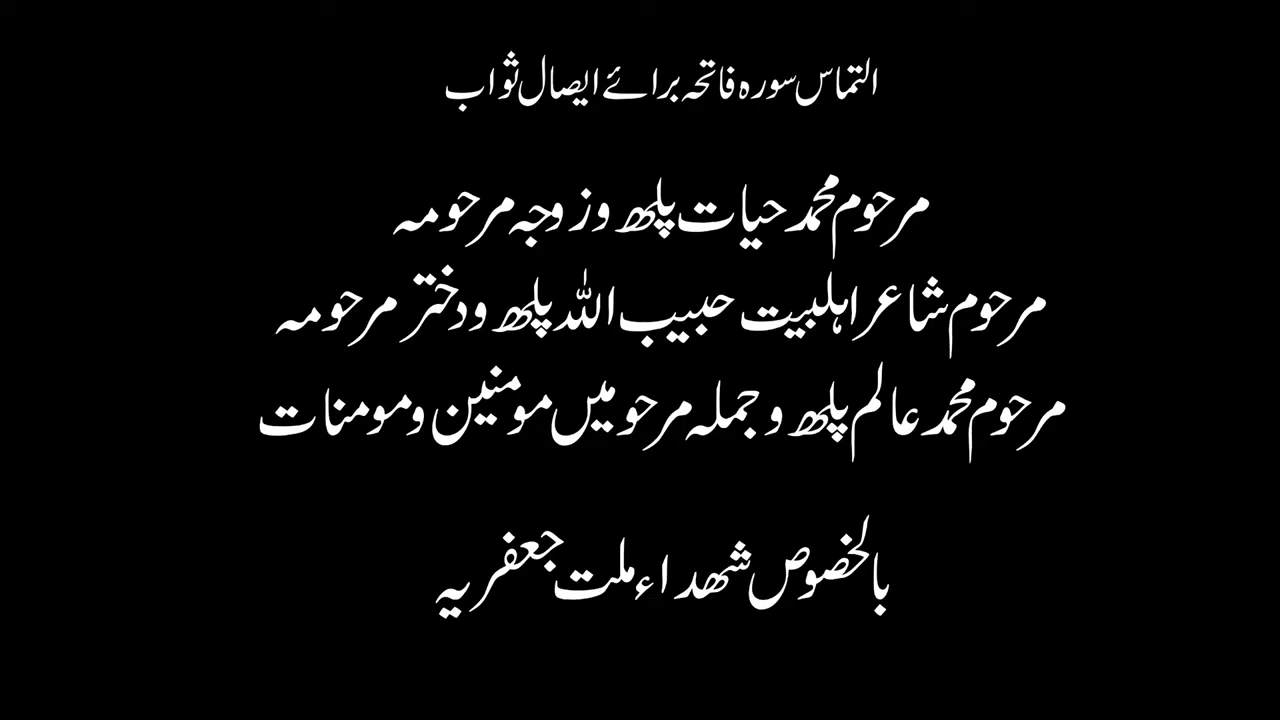 التماس سورہ فاتحہ برائے ایصال ثواب
مرحوم محمد حیات پلھ و زوجہ مرحومہ
مرحوم شاعر اہلبیت حبیب اللہ پلھ و دختر مرحومہ
مرحوم محمد عالم پلھ و جملہ مرحومیں مومنین و مومنات
بالخصوص شھداء ملت جعفریہ